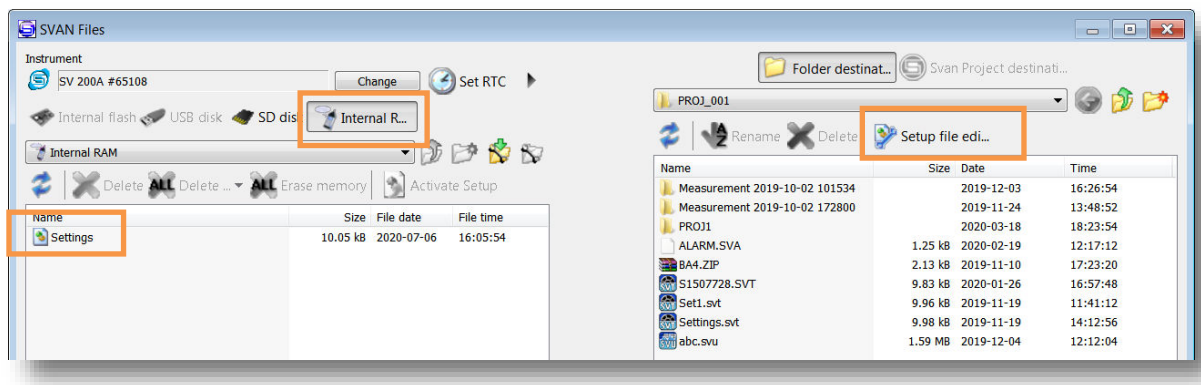 SVAN Files
Instrument
SV 200A #65108
Change
Set RTC
Internal flash
USB disk
SD dis
Internal R...
Internal RAM
Delete
ALL Delete ...
ALL Erase memory
Activate Setup
Name Size File date File time
Settings 10.05 kB 2020-07-06 16:05:54
Folder destinat...
Svan Project destinati...
PROJ_001
A Z Rename
Delete
Setup file edi...
Name Size Date Time
Measurement 2019-10-02 101534 2019-12-03 16:26:54
Measurement 2019-10-02 172800 2019-11-24 13:48:52
PROJ1 2020-03-18 18:23:54
ALARM.SVA 1.25 kB 2020-02-19 12:17:12
BA4.ZIP 2.13 kB 2019-11-10 17:23:20
S1507728.SVT 9.83 kB 2020-01-26 16:57:48
Set1.svt 9.96 kB 2019-11-19 11:41:12
Settings.svt 9.98 kB 2019-11-19 14:12:56
abc.svu 1.59 MB 2019-12-04 12:12:04